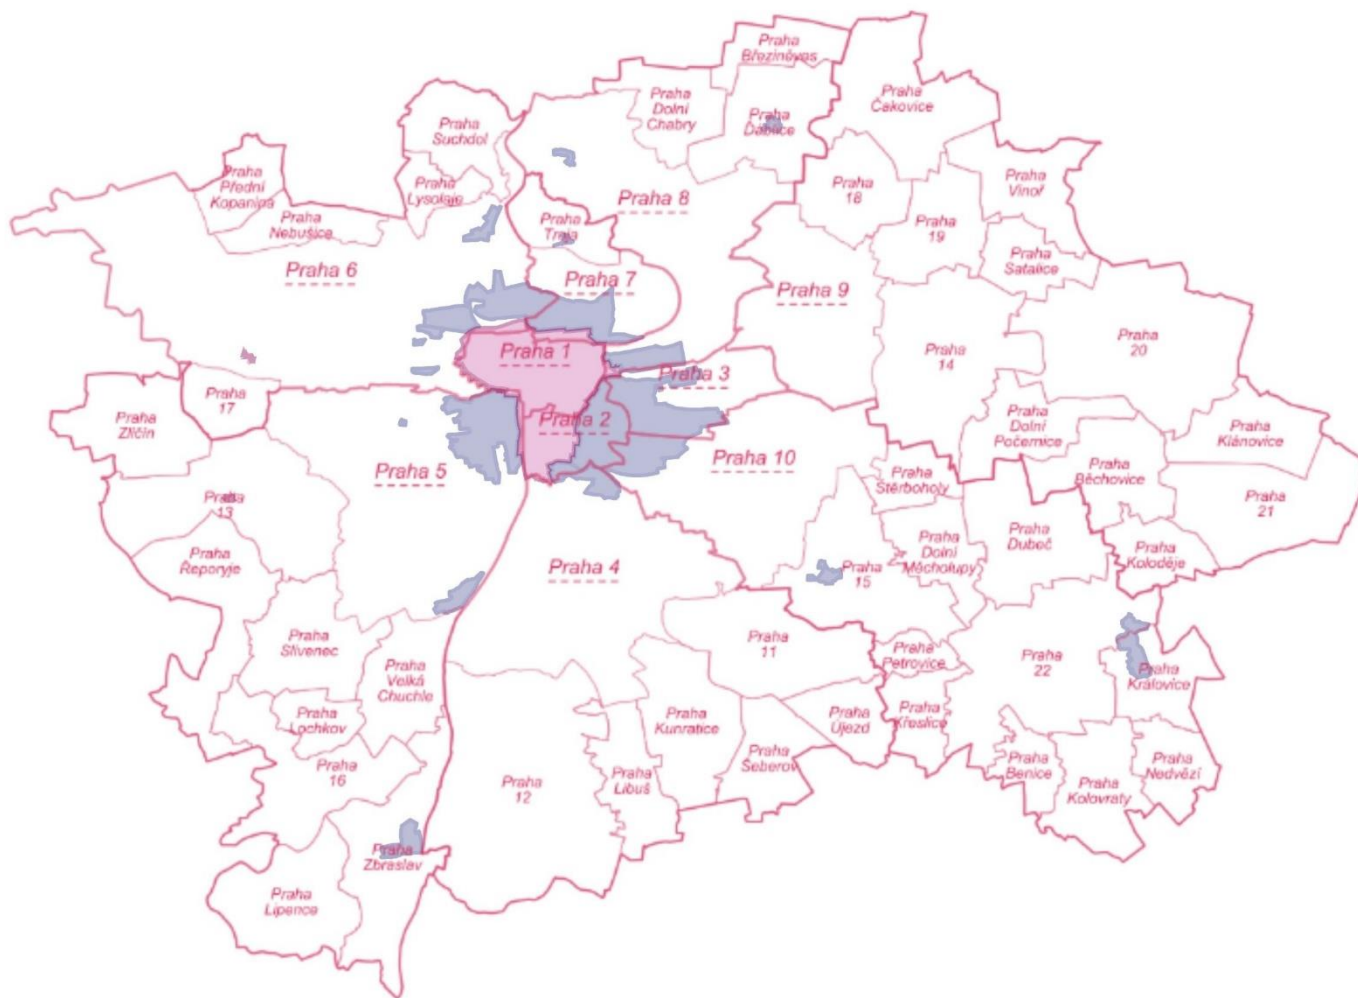 Praha
Březiněves
Praha
Dolní
Chabry
Praha
Ďáblice
Praha
Čakovice
Praha
Suchdol
Praha
Lysolaje
Praha
Přední
Kopanina
Praha
Nebušice
Praha 8
Praha
Troja
Praha
18
Praha
19
Praha
Vinoř
Praha
Satalice
Praha 6
Praha 7
Praha 9
Praha 1
Praha 3
Praha
14
Praha
20
Praha
17
Praha
Zličín
Praha 2
Praha
Dolní
Počernice
Praha
Klánovice
Praha 5
Praha 10
Praha
Štěrboholy
Praha
Běchovice
Praha
21
Praha
13
Praha
Řeporyje
Praha 4
Praha
15
Praha
Dolní
Měcholupy
Praha
Dubeč
Praha
Koloděje
Praha
Slivenec
Praha
Velká
Chuchle
Praha
11
Praha
Petrovice
Praha
22
Praha
Královice
Praha
Lochkov
Praha
Kunratice
Praha
Újezd
Praha
Křeslice
Praha
16
Praha
12
Praha
Libuš
Praha
Šeberov
Praha
Benice
Praha
Kolovraty
Praha
Nedvězí
Praha
Zbraslav
Praha
Lipence